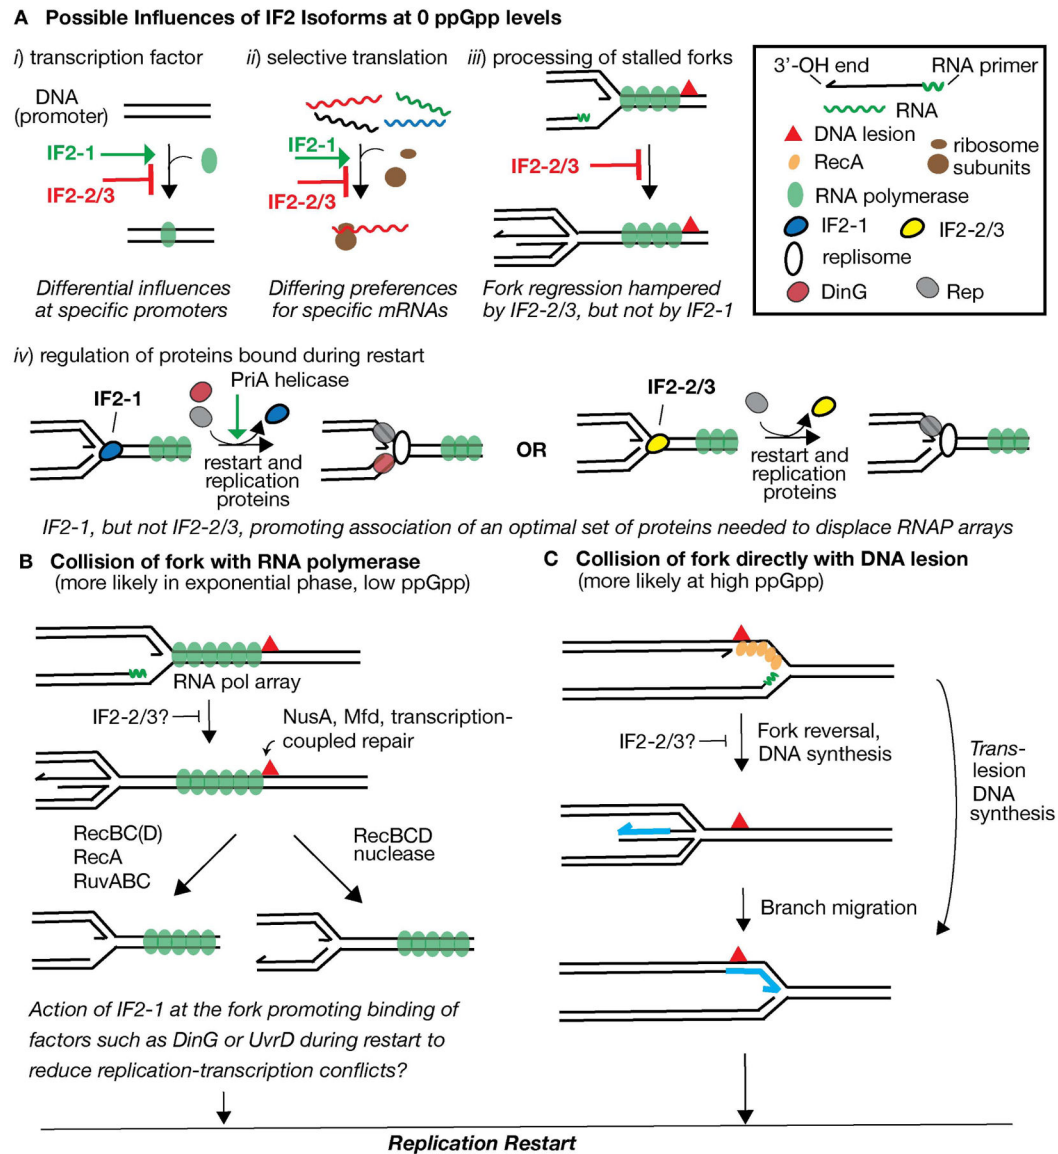 A Possible Influences of IF2 Isoforms at 0 ppGpp levels
i) transcription factor
DNA
(promoter)
IF2-1
IF2-2/3
Differential influences
at specific promoters
ii) selective translation
IF2-1
IF2-2/3
Differing preferences
for specific mRNAs
iii) processing of stalled forks
IF2-2/3
Fork regression hampered
by IF2-2/3, but not by IF2-1
3'-OH end
RNA primer
RNA
DNA lesion
ribosome
subunits
RecA
RNA polymerase
IF2-1
IF2-2/3
replisome
DinG
Rep
iv) regulation of proteins bound during restart
IF2-1
PriA helicase
restart and
replication
proteins
OR
IF2-2/3
restart and
replication
proteins
IF2-1, but not IF2-2/3, promoting association of an optimal set of proteins needed to displace RNAP arrays
B Collision of fork with RNA polymerase
(more likely in exponential phase, low ppGpp)
RNA pol array
IF2-2/3?
NusA, Mfd, transcription-
coupled repair
RecBC(D)
RecA
RuvABC
RecBCD
nuclease
Action of IF2-1 at the fork promoting binding of
factors such as DinG or UvrD during restart to
reduce replication-transcription conflicts?
C Collision of fork directly with DNA lesion
(more likely at high ppGpp)
IF2-2/3?
Fork reversal,
DNA synthesis
Trans-
lesion
DNA
synthesis
Branch migration
Replication Restart